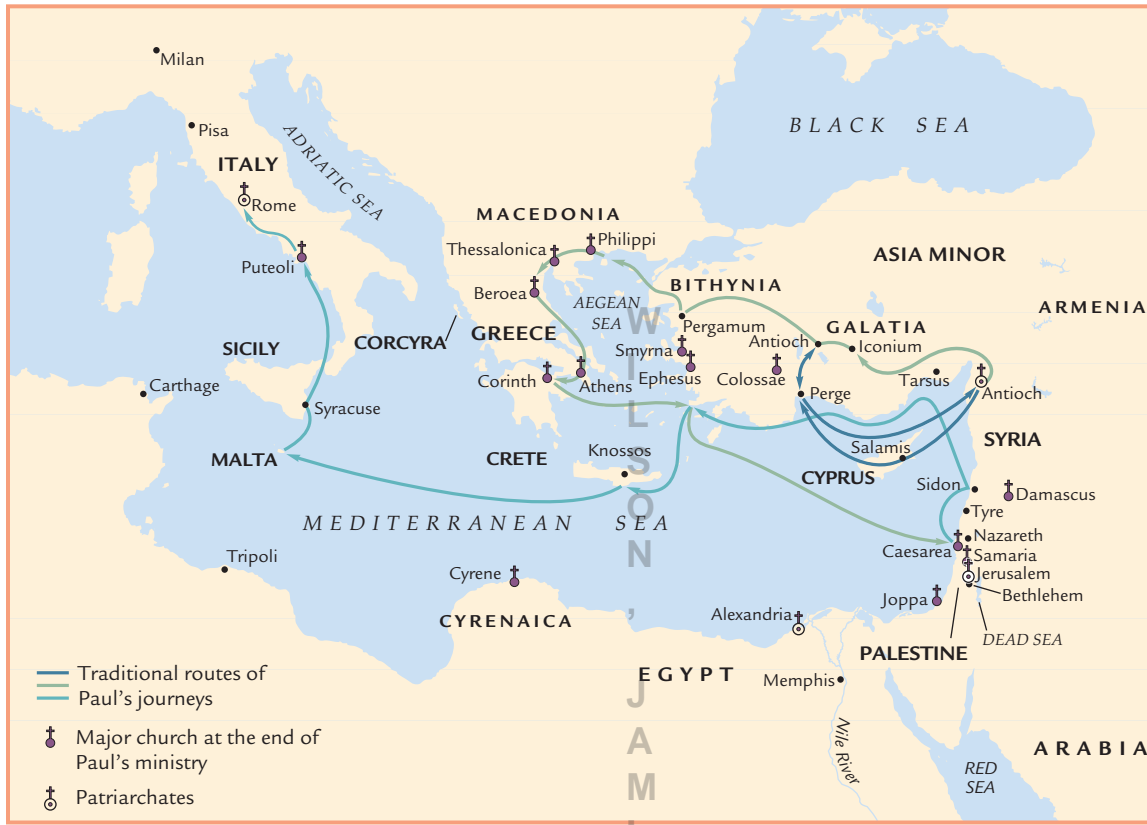 Milan
Pisa
ITALY
ADRIATIC SEA
Rome
Puteoli
BLACK SEA
MACEDONIA
Philippi
Thessalonica
Beroea
AEGEAN
SEA
BITHYNIA
ASIA MINOR
ARMENIA
Pergamum
GREECE
CORCYRA
SICILY
Smyrna
Antioch
GALATIA
Iconium
Carthage
Syracuse
Corinth
Athens
Ephesus
Colossae
Perge
Tarsus
Antioch
MALTA
CRETE
Knossos
Salamis
CYPRUS
SYRIA
Sidon
Damascus
Tyre
MEDITERRANEAN SEA
Nazareth
Caesarea
Samaria
Jerusalem
Bethlehem
Tripoli
Cyrene
CYRENAICA
Alexandria
Joppa
DEAD SEA
PALESTINE
EGYPT
Memphis
Nile River
RED
SEA
ARABIA
Traditional routes of
Paul's journeys
Major church at the end of
Paul's ministry
Patriarchates
WILSON, JAMI